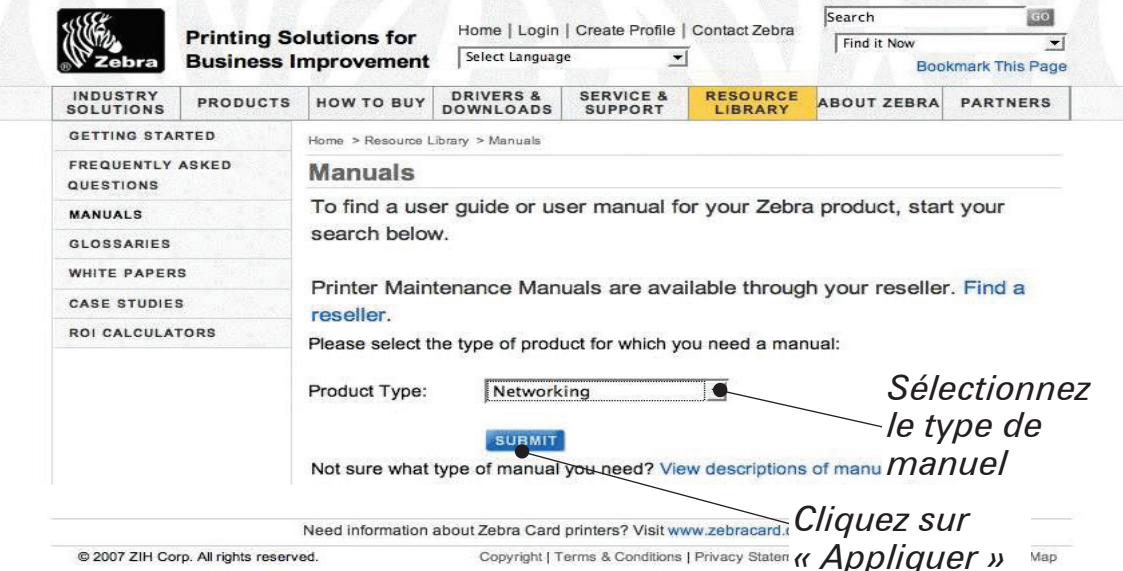 Zebra
Printing Solutions for
Business Improvement
Home | Login | Create Profile | Contact Zebra
Select Language
Search GO
Find it Now
Bookmark This Page
INDUSTRY SOLUTIONS
PRODUCTS
HOW TO BUY
DRIVERS & DOWNLOADS
SERVICE & SUPPORT
RESOURCE LIBRARY
ABOUT ZEBRA
PARTNERS
GETTING STARTED
FREQUENTLY ASKED
QUESTIONS
MANUALS
GLOSSARIES
WHITE PAPERS
CASE STUDIES
ROI CALCULATORS
Home > Resource Library > Manuals
Manuals
To find a user guide or user manual for your Zebra product, start your
search below.
Printer Maintenance Manuals are available through your reseller. Find a
reseller.
Please select the type of product for which you need a manual:
Product Type: Networking
SUBMIT
Not sure what type of manual you need? View descriptions of manu
Sélectionnez
le type de
manuel
Need information about Zebra Card printers? Visit www.zebracard.
Cliquez sur
« Appliquer »
© 2007 ZIH Corp. All rights reserved.
Copyright | Terms & Conditions | Privacy Staten
Map